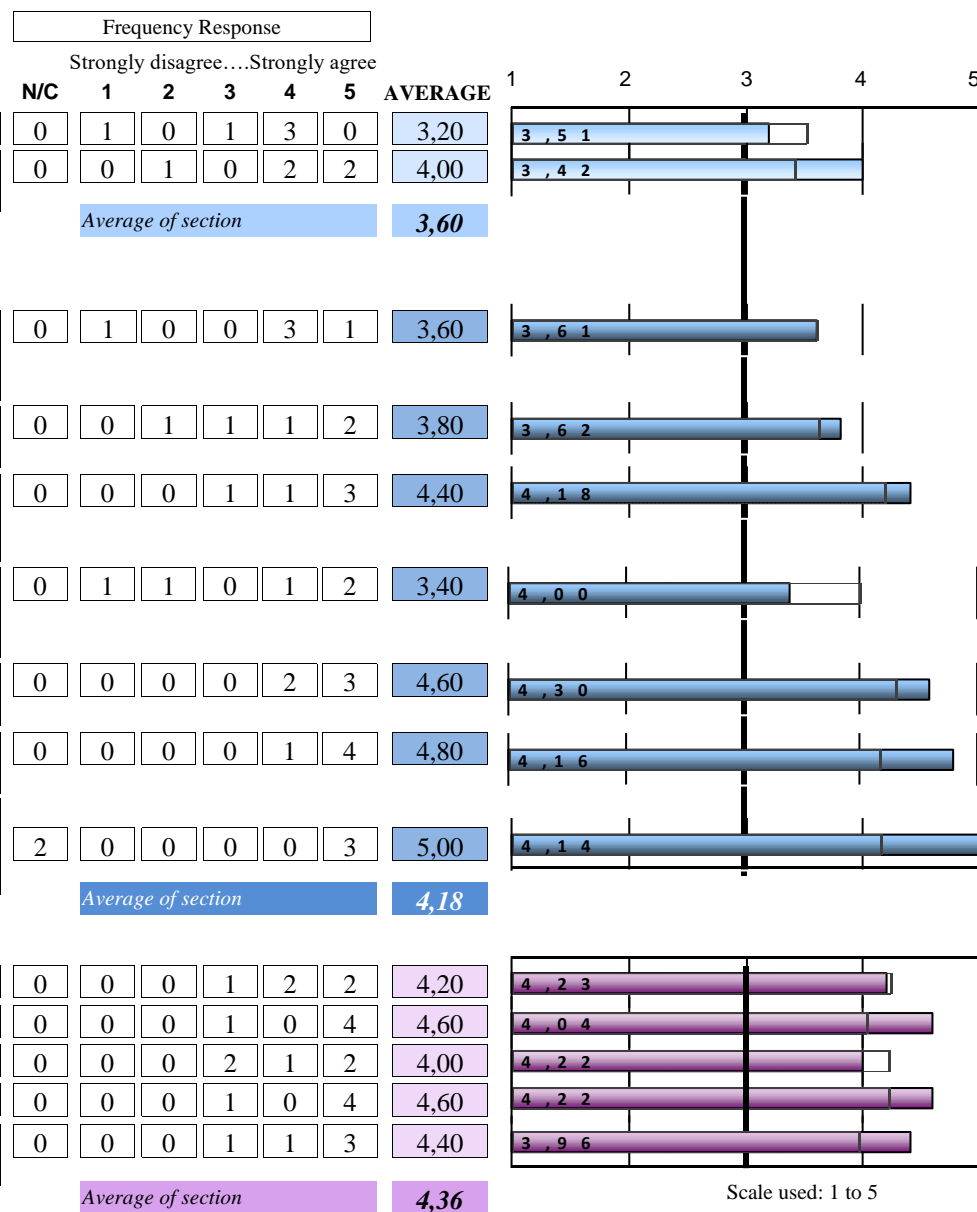 Frequency Response
Strongly disagree….Strongly agree
N/C 1 2 3 4 5 AVERAGE 1 2 3 4 5
0 1 0 1 3 0 3,20 3,51
0 0 1 0 2 2 4,00 3,42
Average of section 3,60
0 1 0 0 3 1 3,60 3,61
0 0 1 1 1 2 3,80 3,62
0 0 0 1 1 3 4,40 4,18
0 1 1 0 1 2 3,40 4,00
0 0 0 0 2 3 4,60 4,30
0 0 0 0 1 4 4,80 4,16
2 0 0 0 0 3 5,00 4,14
Average of section 4,18
0 0 0 1 2 2 4,20 4,23
0 0 0 1 0 4 4,60 4,04
0 0 0 2 1 2 4,00 4,22
0 0 0 1 0 4 4,60 4,22
0 0 0 1 1 3 4,40 3,96
Average of section 4,36 Scale used: 1 to 5